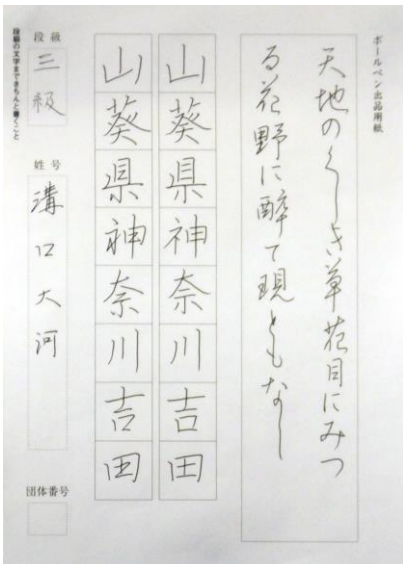 ボールペン出品用紙
天地のくしき草花目にみつ
る花野に酔て現ともなし
山葵県神奈川吉田
山葵県神奈川吉田
段級
三級
姓号
溝口大河
団体番号
段級の文字まできちんと書くこと